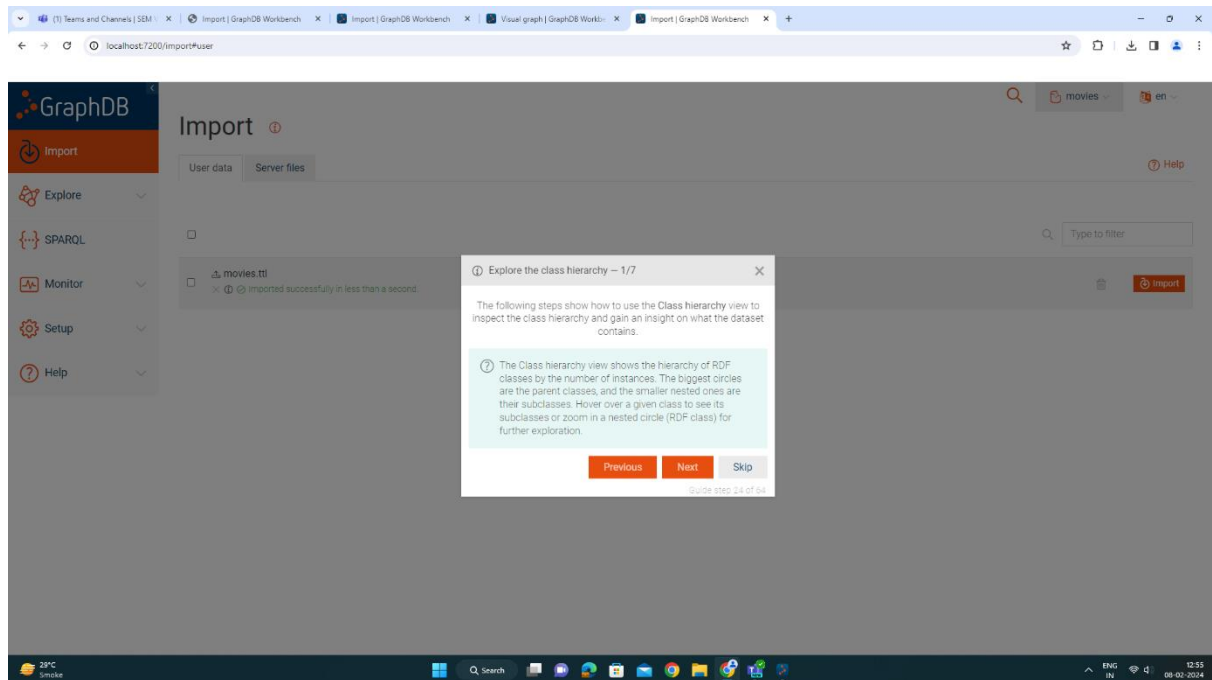 (1) Teams and Channels | SEM
Import | GraphDB Workbench
Import | GraphDB Workbench
Visual graph | GraphDB Workb
Import | GraphDB Workbench
localhost:7200/import#user
GraphDB
movies
en
Import
Import
User data
Server files
Help
Explore
SPARQL
Type to filter
Monitor
movies.ttl
Imported successfully in less than a second.
Import
Setup
Help
Explore the class hierarchy — 1/7
The following steps show how to use the Class hierarchy view to
inspect the class hierarchy and gain an insight on what the dataset
contains.
The Class hierarchy view shows the hierarchy of RDF
classes by the number of instances. The biggest circles
are the parent classes, and the smaller nested ones are
their subclasses. Hover over a given class to see its
subclasses or zoom in a nested circle (RDF class) for
further exploration.
Previous
Next
Skip
Guide step 24 of 64
29°C
Smoke
Search
ENG
IN
12:55
08-02-2024